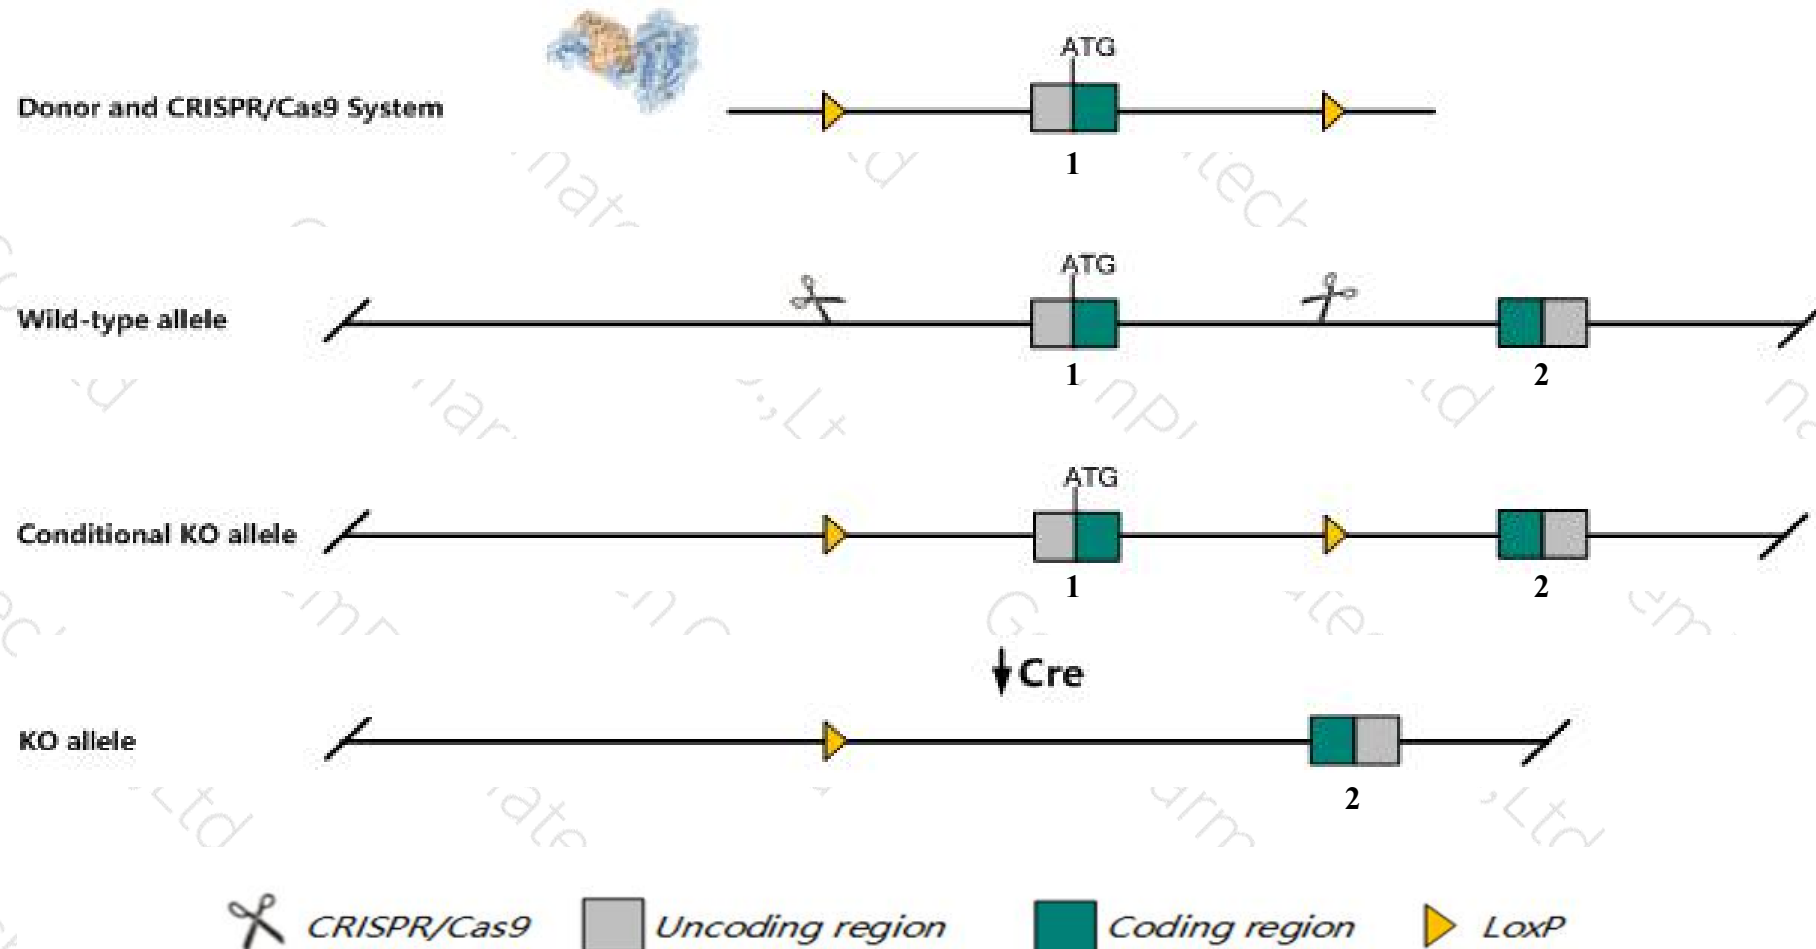 ATG
Donor and CRISPR/Cas9 System
1
ATG
Wild-type allele
1 2
ATG
Conditional KO allele
1 2
Cre
KO allele
2
CRISPR/Cas9 Uncoding region Coding region LoxP